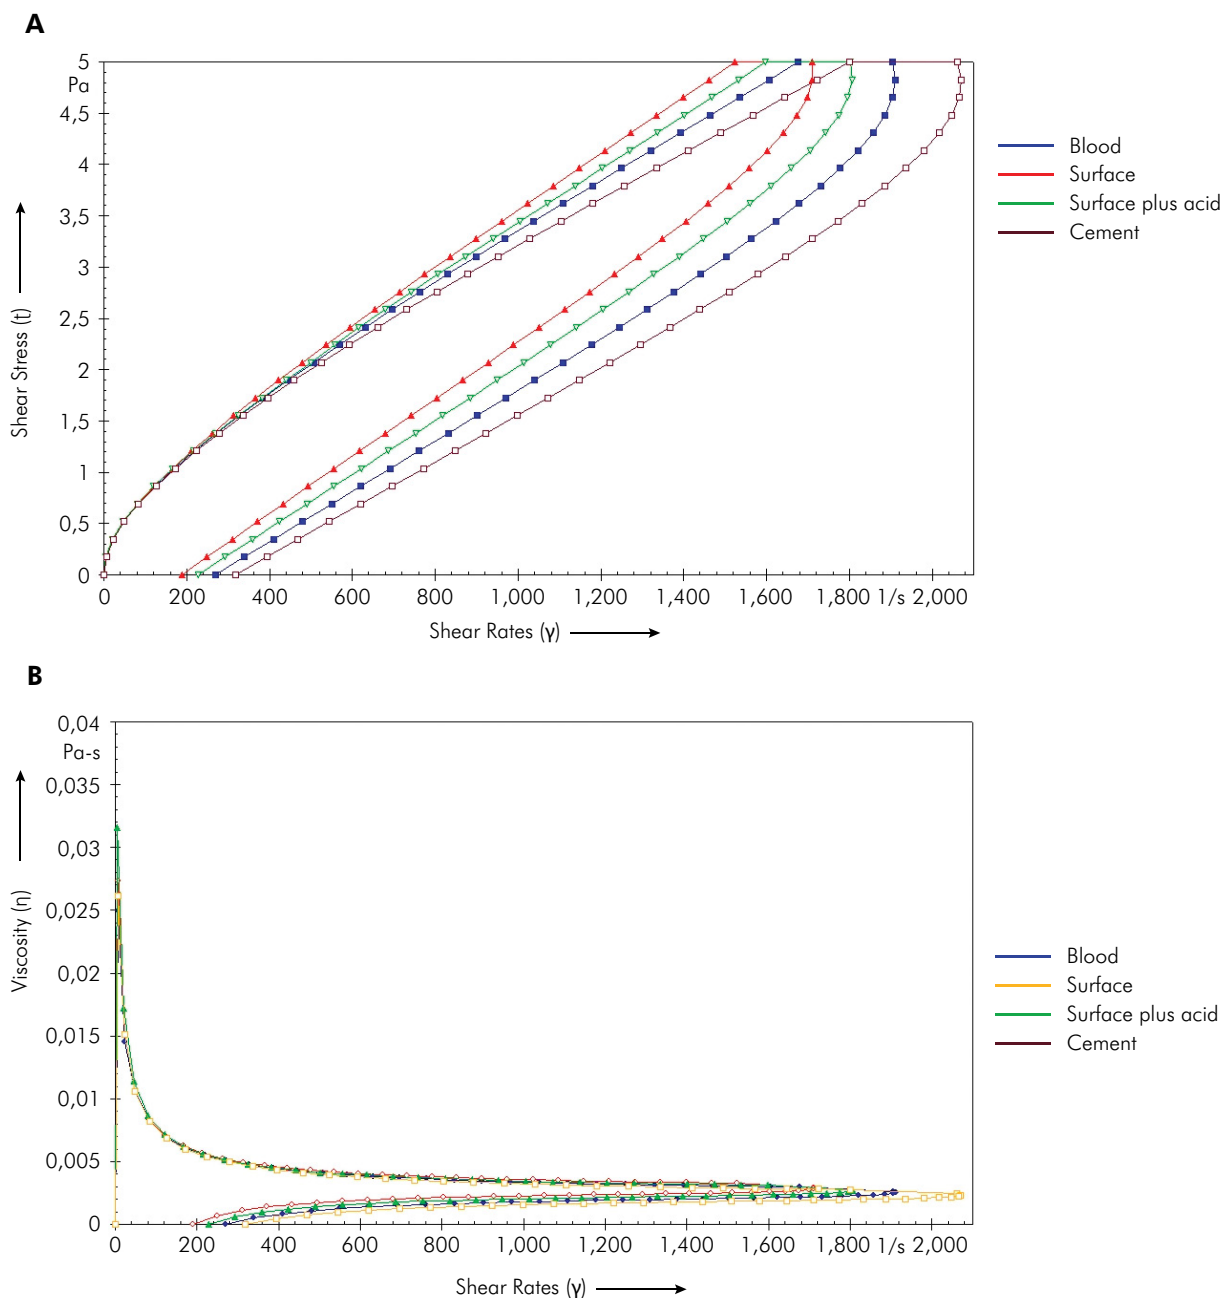 A
5
Pa
4,5
4
3,5
3
2,5
2
1,5
1
0,5
0
Shear Stress (t)
0 200 400 600 800 1,000 1,200 1,400 1,600 1,800 1/s 2,000
Shear Rates (γ)
Blood
Surface
Surface plus acid
Cement
B
0,04
Pa-s
0,035
0,03
0,025
0,02
0,015
0,01
0,005
0
Viscosity (η)
0 200 400 600 800 1,000 1,200 1,400 1,600 1,800 1/s 2,000
Shear Rates (γ)
Blood
Surface
Surface plus acid
Cement